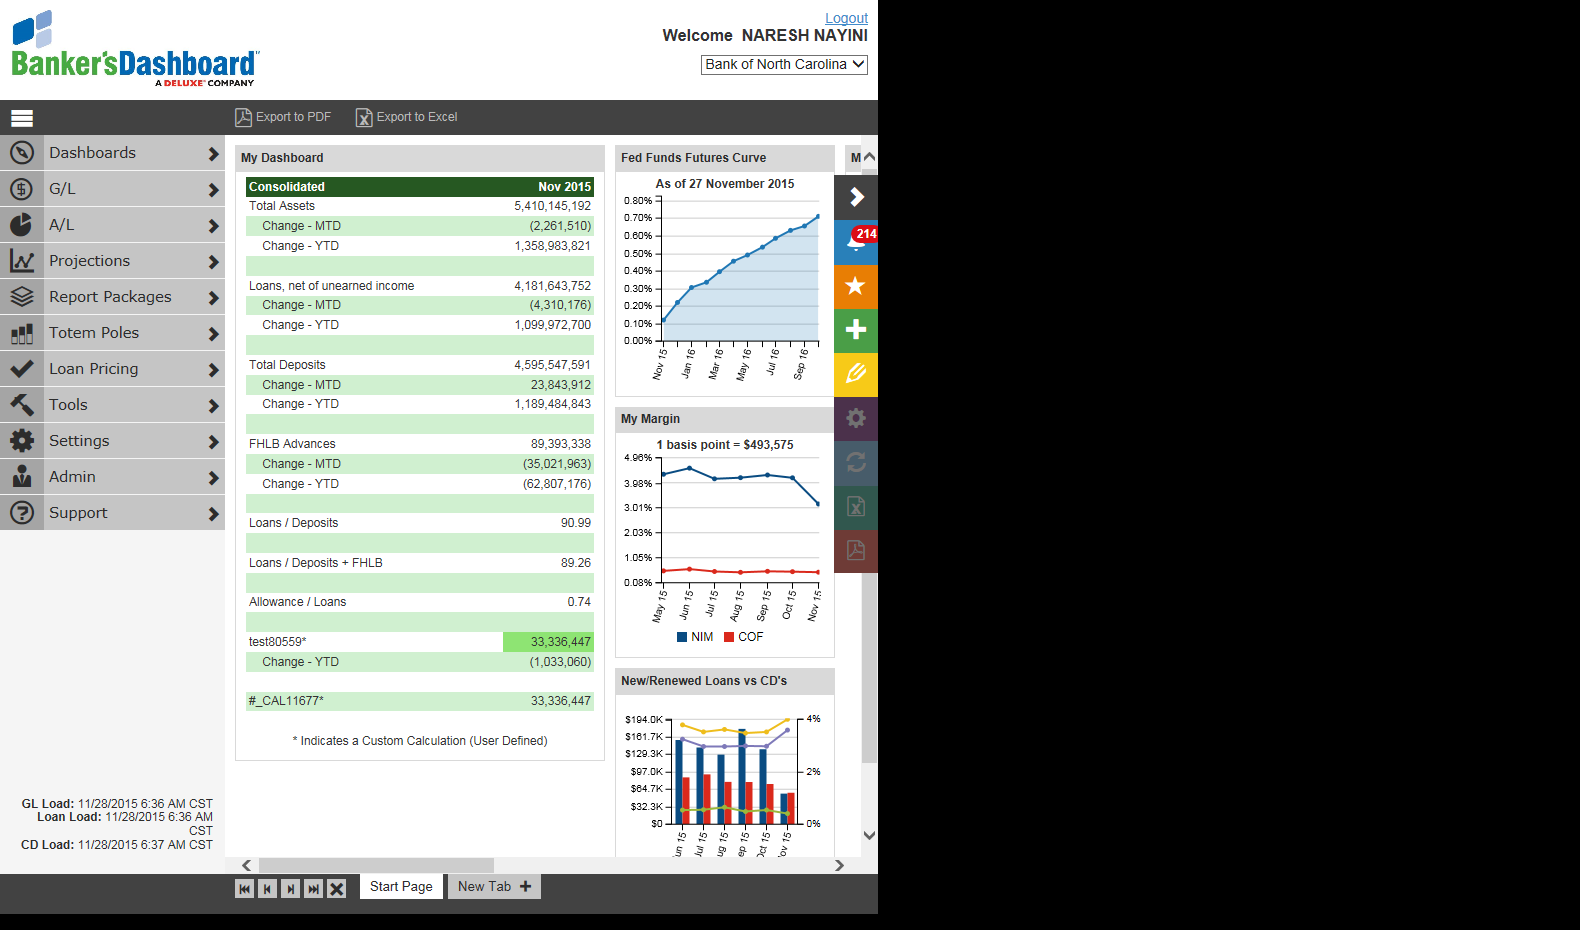 Logout
Welcome NARESH NAYINI
Banker'sDashboard
A DELUXE COMPANY
Bank of North Carolina
Export to PDF
Export to Excel
Dashboards
G/L
A/L
Projections
Report Packages
Totem Poles
Loan Pricing
Tools
Settings
Admin
Support
GL Load: 11/28/2015 6:36 AM CST
Loan Load: 11/28/2015 6:36 AM
CST
CD Load: 11/28/2015 6:37 AM CST
My Dashboard
Consolidated Nov 2015
Total Assets 5,410,145,192
Change - MTD (2,261,510)
Change - YTD 1,358,983,821
Loans, net of unearned income 4,181,643,752
Change - MTD (4,310,176)
Change - YTD 1,099,972,700
Total Deposits 4,595,547,591
Change - MTD 23,843,912
Change - YTD 1,189,484,843
FHLB Advances 89,393,338
Change - MTD (35,021,963)
Change - YTD (62,807,176)
Loans / Deposits 90.99
Loans / Deposits + FHLB 89.26
Allowance / Loans 0.74
test80559* 33,336,447
Change - YTD (1,033,060)
#_CAL11677* 33,336,447
* Indicates a Custom Calculation (User Defined)
Fed Funds Futures Curve
As of 27 November 2015
0.80%
0.70%
0.60%
0.50%
0.40%
0.30%
0.20%
0.10%
0.00%
Nov 15 Jan 16 Mar 16 May 16 Jul 16 Sep 16
My Margin
1 basis point = $493,575
4.96%
3.98%
3.01%
2.03%
1.05%
0.08%
May 15 Jun 15 Jul 15 Aug 15 Sep 15 Oct 15 Nov 15
NIM COF
New/Renewed Loans vs CD's
$194.0K 4%
$161.7K
$129.3K
$97.0K 2%
$64.7K
$32.3K
$0 0%
un 15 Jul 15 ug 15 ep 15 Oct 15 ov 15
M
214
Start Page
New Tab